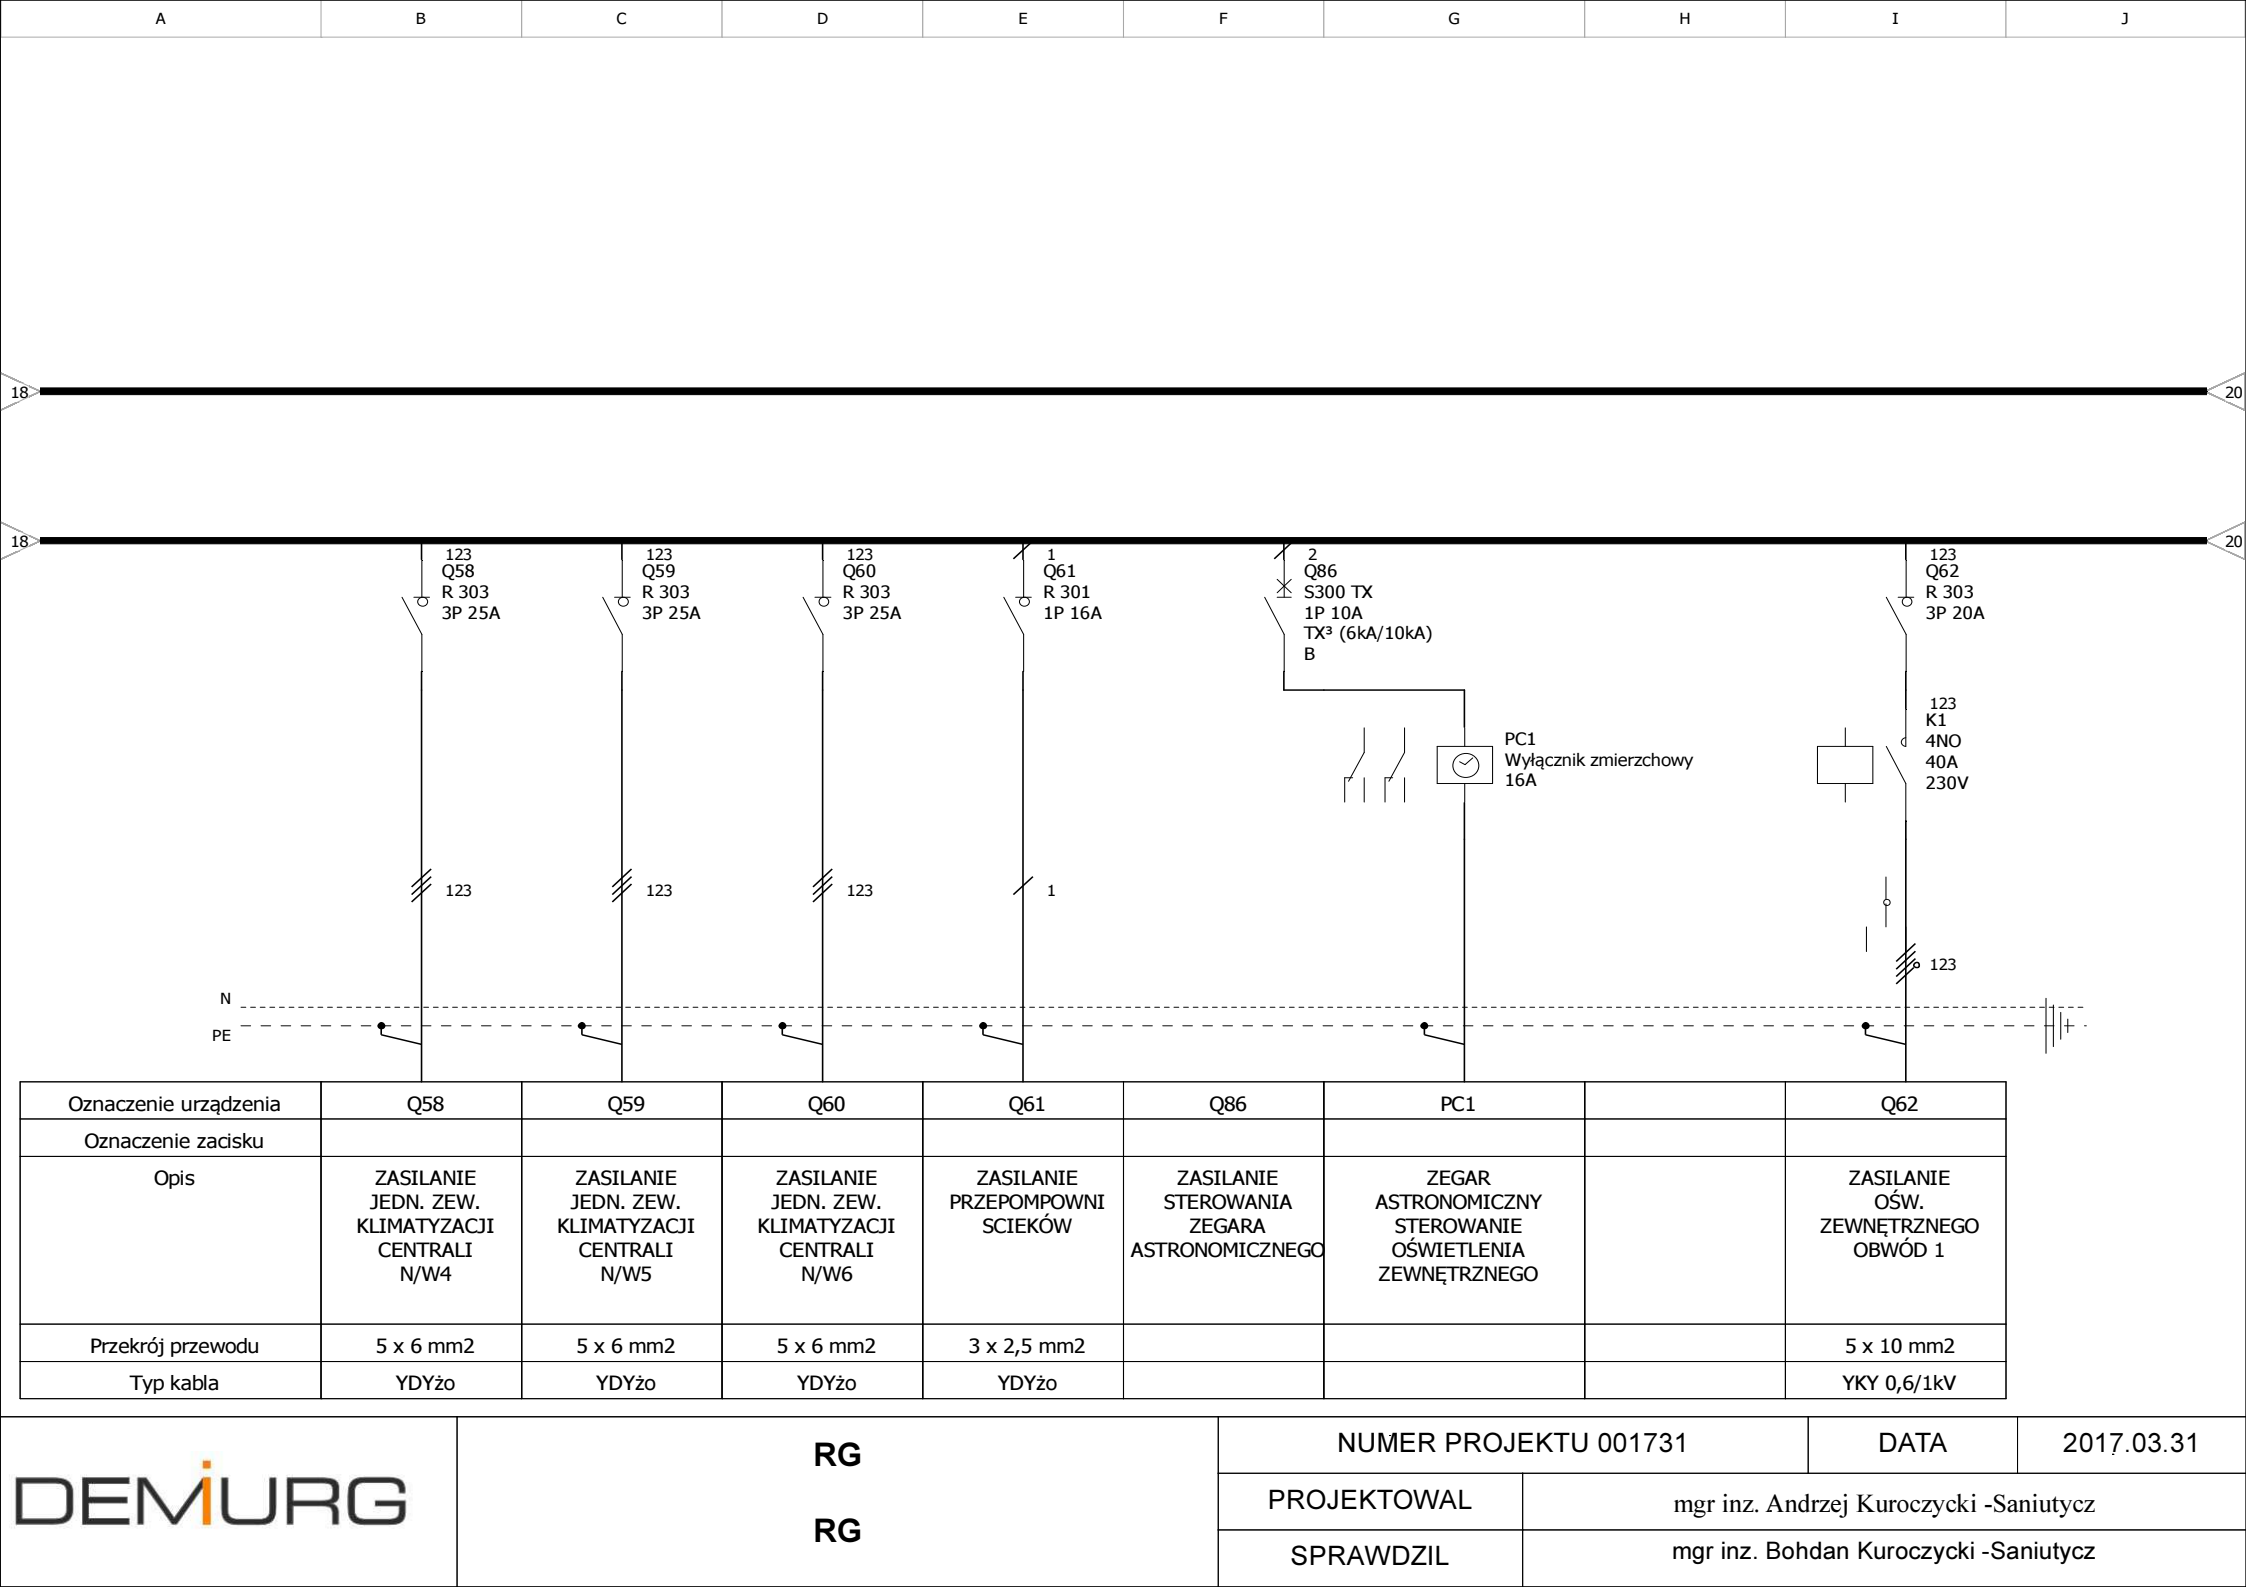 A B C D E F G H I J
18 20
18 20
123 123 123 1 2 123
Q58 Q59 Q60 Q61 Q86 Q62
R 303 R 303 R 303 R 301 S300 TX R 303
3P 25A 3P 25A 3P 25A 1P 16A 1P 10A 3P 20A
TX³ (6kA/10kA)
B
123
K1
PC1 4NO
Wyłącznik zmierzchowy 40A
16A 230V
123 123 123 1
123
N
PE
Oznaczenie urządzenia Q58 Q59 Q60 Q61 Q86 PC1 Q62
Oznaczenie zacisku
Opis ZASILANIE ZASILANIE ZASILANIE ZASILANIE ZASILANIE ZEGAR ZASILANIE
JEDN. ZEW. JEDN. ZEW. JEDN. ZEW. PRZEPOMPOWNI STEROWANIA ASTRONOMICZNY OŚW.
KLIMATYZACJI KLIMATYZACJI KLIMATYZACJI SCIEKÓW ZEGARA STEROWANIE ZEWNĘTRZNEGO
CENTRALI CENTRALI CENTRALI ASTRONOMICZNEGO OŚWIETLENIA OBWÓD 1
N/W4 N/W5 N/W6 ZEWNĘTRZNEGO
Przekrój przewodu 5 x 6 mm2 5 x 6 mm2 5 x 6 mm2 3 x 2,5 mm2 5 x 10 mm2
Typ kabla YDYżo YDYżo YDYżo YDYżo YKY 0,6/1kV
DEMIURG
RG
RG
NUMER PROJEKTU 001731 DATA 2017.03.31
PROJEKTOWAL mgr inz. Andrzej Kuroczycki -Saniutycz
SPRAWDZIL mgr inz. Bohdan Kuroczycki -Saniutycz